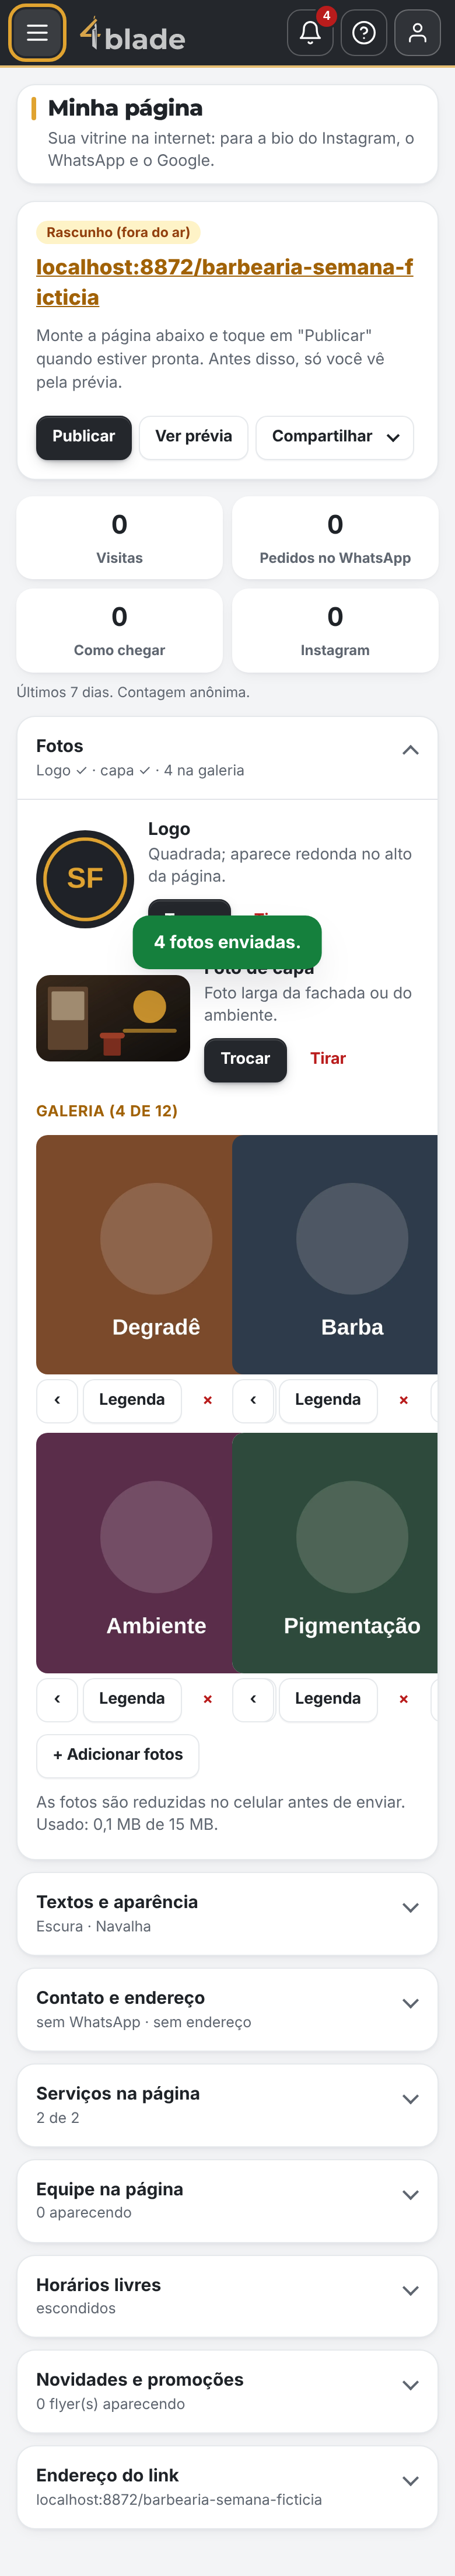 4blade
4
Minha página
Sua vitrine na internet: para a bio do Instagram, o
WhatsApp e o Google.
Rascunho (fora do ar)
localhost:8872/barbearia-semana-f
icticia
Monte a página abaixo e toque em "Publicar"
quando estiver pronta. Antes disso, só você vê
pela prévia.
Publicar
Ver prévia
Compartilhar
0
Visitas
0
Pedidos no WhatsApp
0
Como chegar
0
Instagram
Últimos 7 dias. Contagem anônima.
Fotos
Logo ✓ · capa ✓ · 4 na galeria
SF
Logo
Quadrada; aparece redonda no alto
da página.
4 fotos enviadas.
Foto de capa
Foto larga da fachada ou do
ambiente.
Trocar
Tirar
GALERIA (4 DE 12)
Degradê
Barba
‹ Legenda × ‹ Legenda ×
Ambiente
Pigmentação
‹ Legenda × ‹ Legenda ×
+ Adicionar fotos
As fotos são reduzidas no celular antes de enviar.
Usado: 0,1 MB de 15 MB.
Textos e aparência
Escura · Navalha
Contato e endereço
sem WhatsApp · sem endereço
Serviços na página
2 de 2
Equipe na página
0 aparecendo
Horários livres
escondidos
Novidades e promoções
0 flyer(s) aparecendo
Endereço do link
localhost:8872/barbearia-semana-ficticia